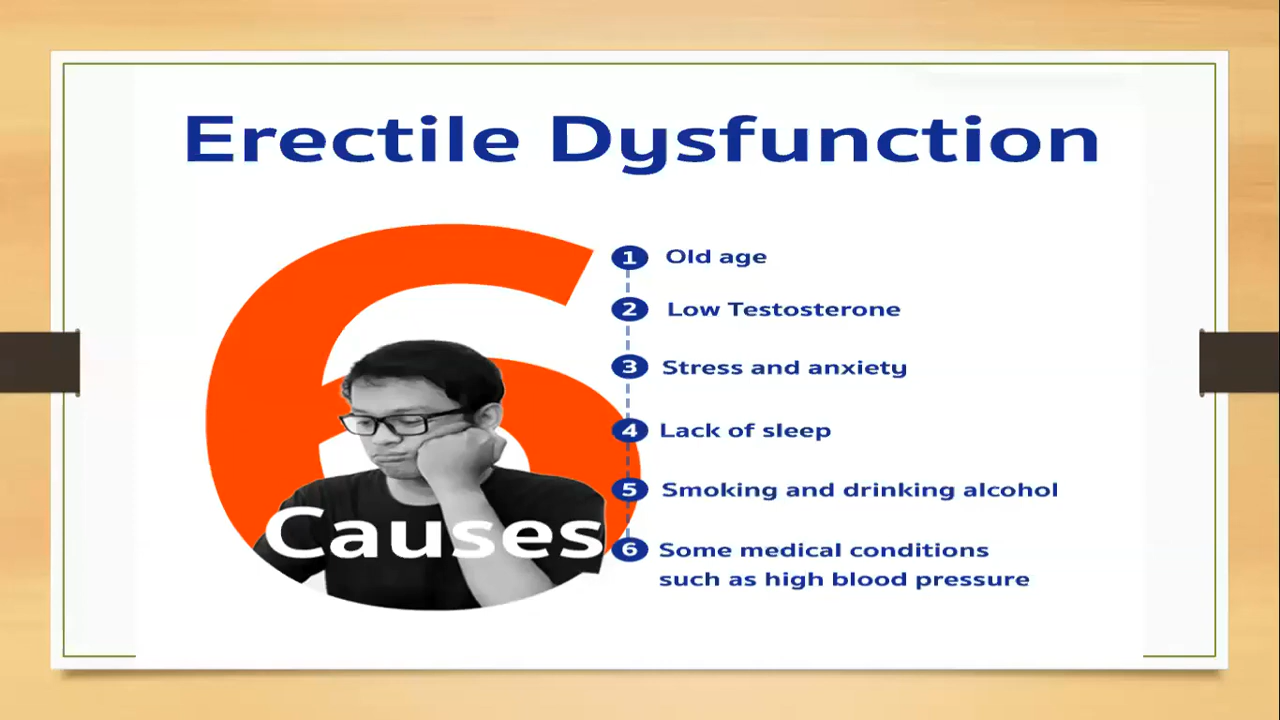 Erectile Dysfunction
1 Old age
2 Low Testosterone
3 Stress and anxiety
4 Lack of sleep
5 Smoking and drinking alcohol
6 Some medical conditions
such as high blood pressure
6
Causes